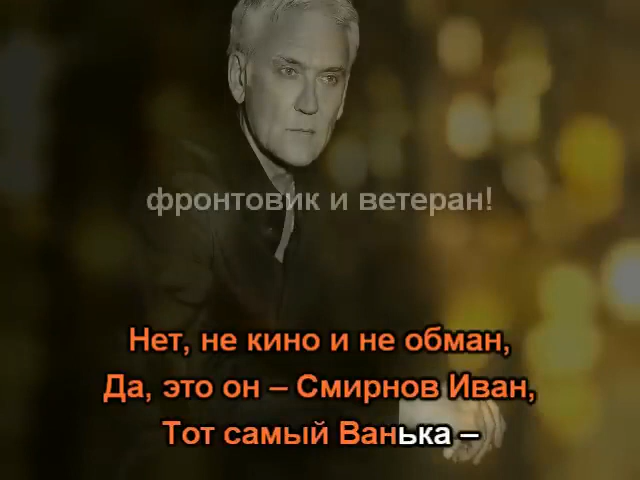 фронтовик и ветеран!
Нет, не кино и не обман,
Да, это он – Смирнов Иван,
Тот самый Ванька –